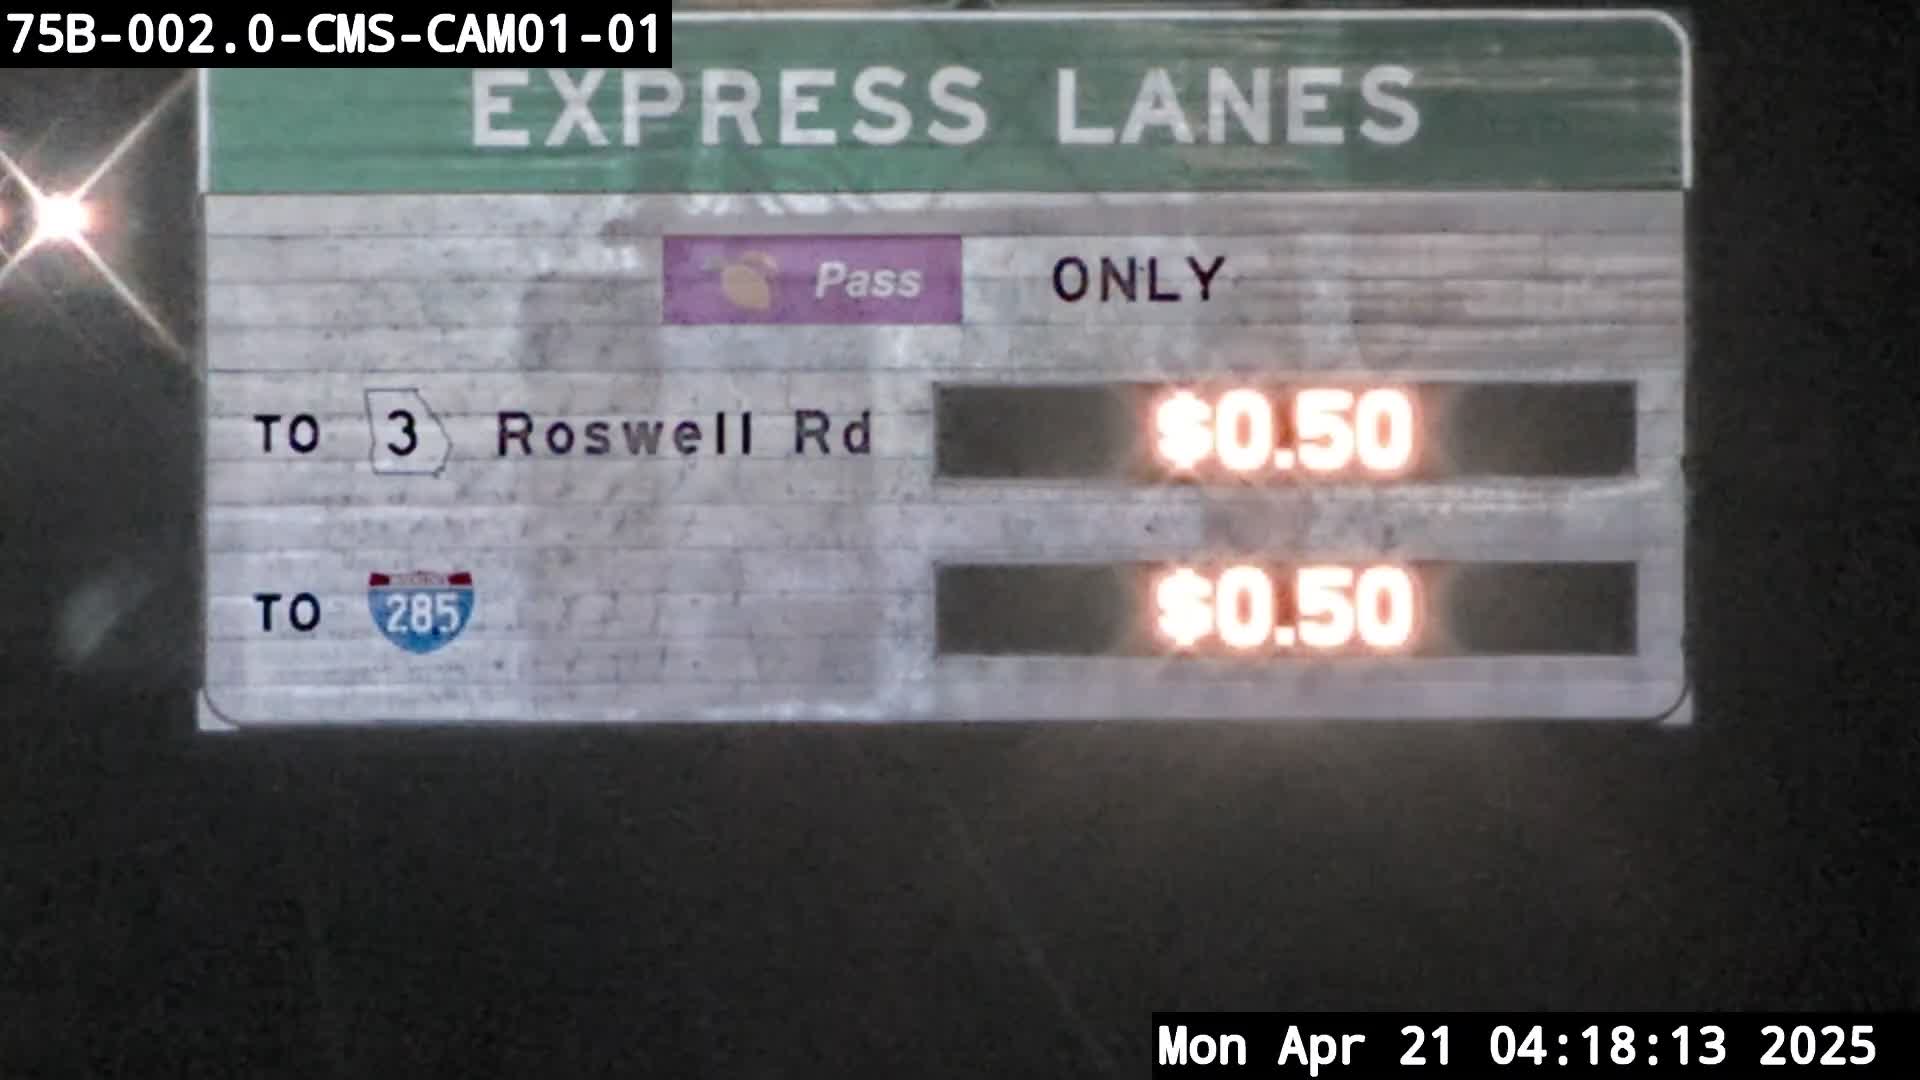 75B-002.0-CMS-CAM01-01
EXPRESS LANES
Pass ONLY
TO 3 Roswell Rd $0.50
TO 285 $0.50
Mon Apr 21 04:18:13 2025